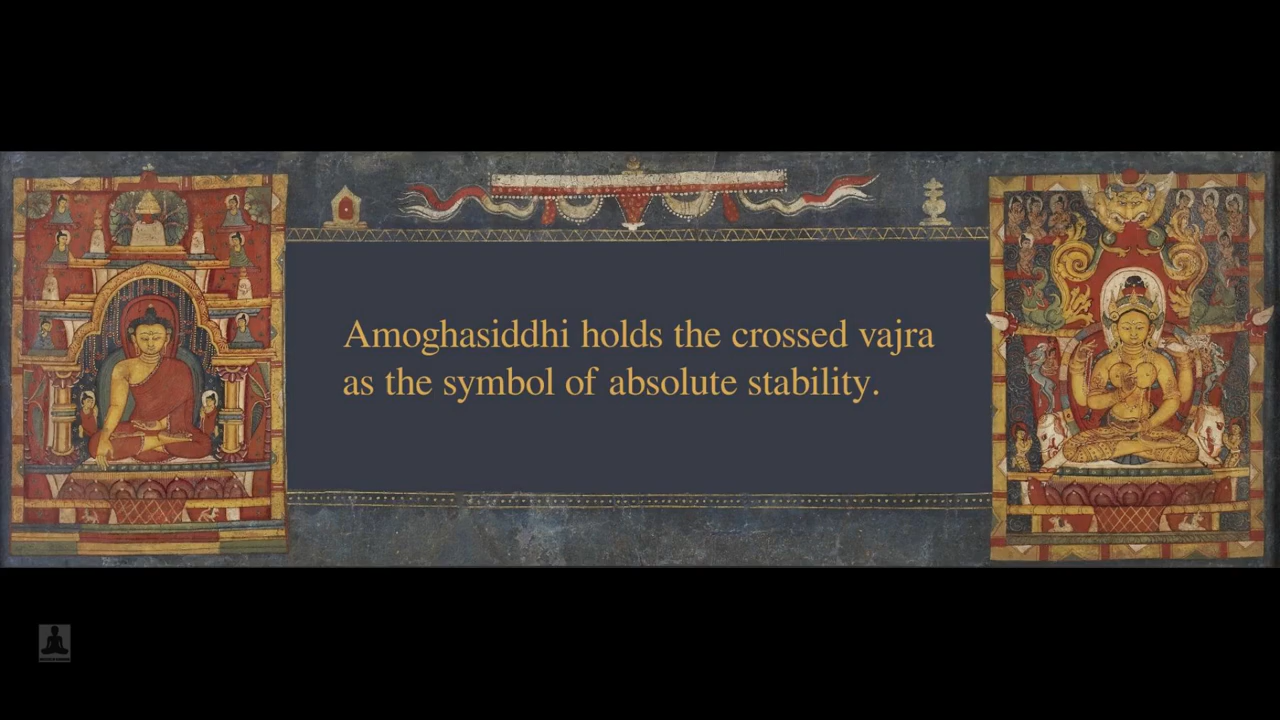 Amoghasiddhi holds the crossed vajra
as the symbol of absolute stability.